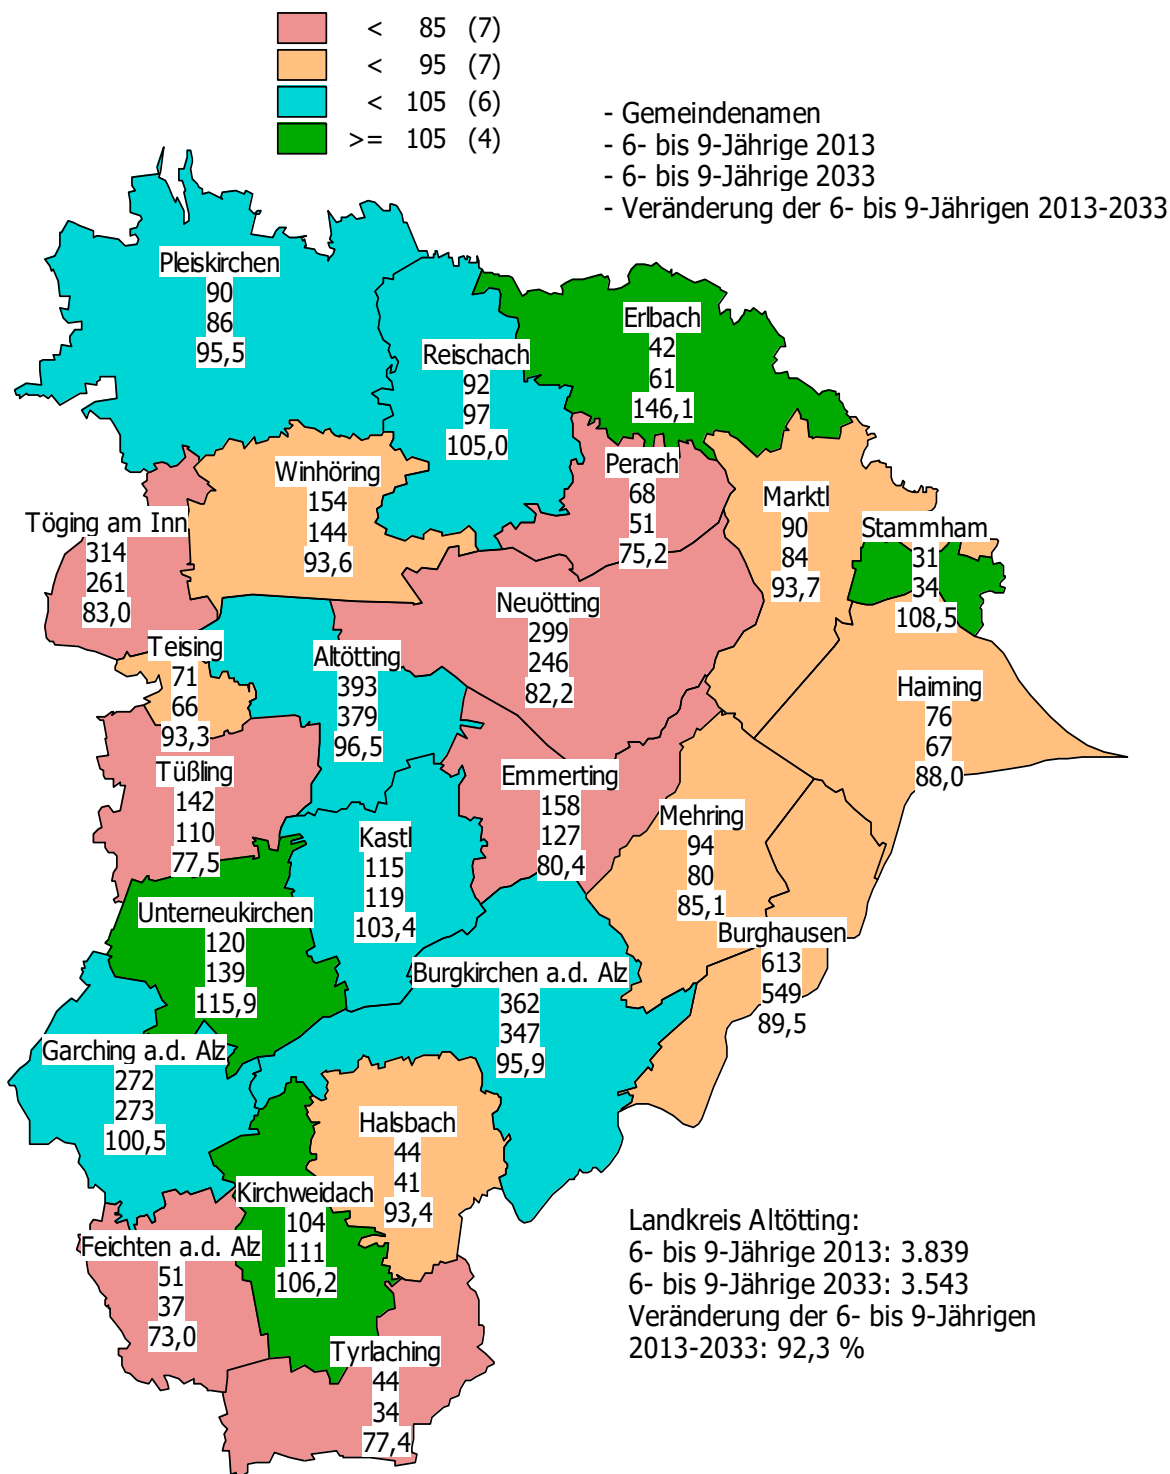 < 85 (7)
< 95 (7)
< 105 (6)
>= 105 (4)
- Gemeindenamen
- 6- bis 9-Jährige 2013
- 6- bis 9-Jährige 2033
- Veränderung der 6- bis 9-Jährigen 2013-2033
Pleiskirchen
90
86
95,5
Reischach
92
97
105,0
Erlbach
42
61
146,1
Winhöring
154
144
93,6
Perach
68
51
75,2
Marktl
90
84
93,7
Stammham
31
34
108,5
Töging am Inn
314
261
83,0
Neuötting
299
246
82,2
Teising
71
66
93,3
Altötting
393
379
96,5
Haiming
76
67
88,0
Tüßling
142
110
77,5
Emmerting
158
127
80,4
Mehring
94
80
85,1
Kastl
115
119
103,4
Unterneukirchen
120
139
115,9
Burghausen
613
549
89,5
Burgkirchen a.d. Alz
362
347
95,9
Garching a.d. Alz
272
273
100,5
Halsbach
44
41
93,4
Kirchweidach
104
111
106,2
Feichten a.d. Alz
51
37
73,0
Tyrlaching
44
34
77,4
Landkreis Altötting:
6- bis 9-Jährige 2013: 3.839
6- bis 9-Jährige 2033: 3.543
Veränderung der 6- bis 9-Jährigen
2013-2033: 92,3 %